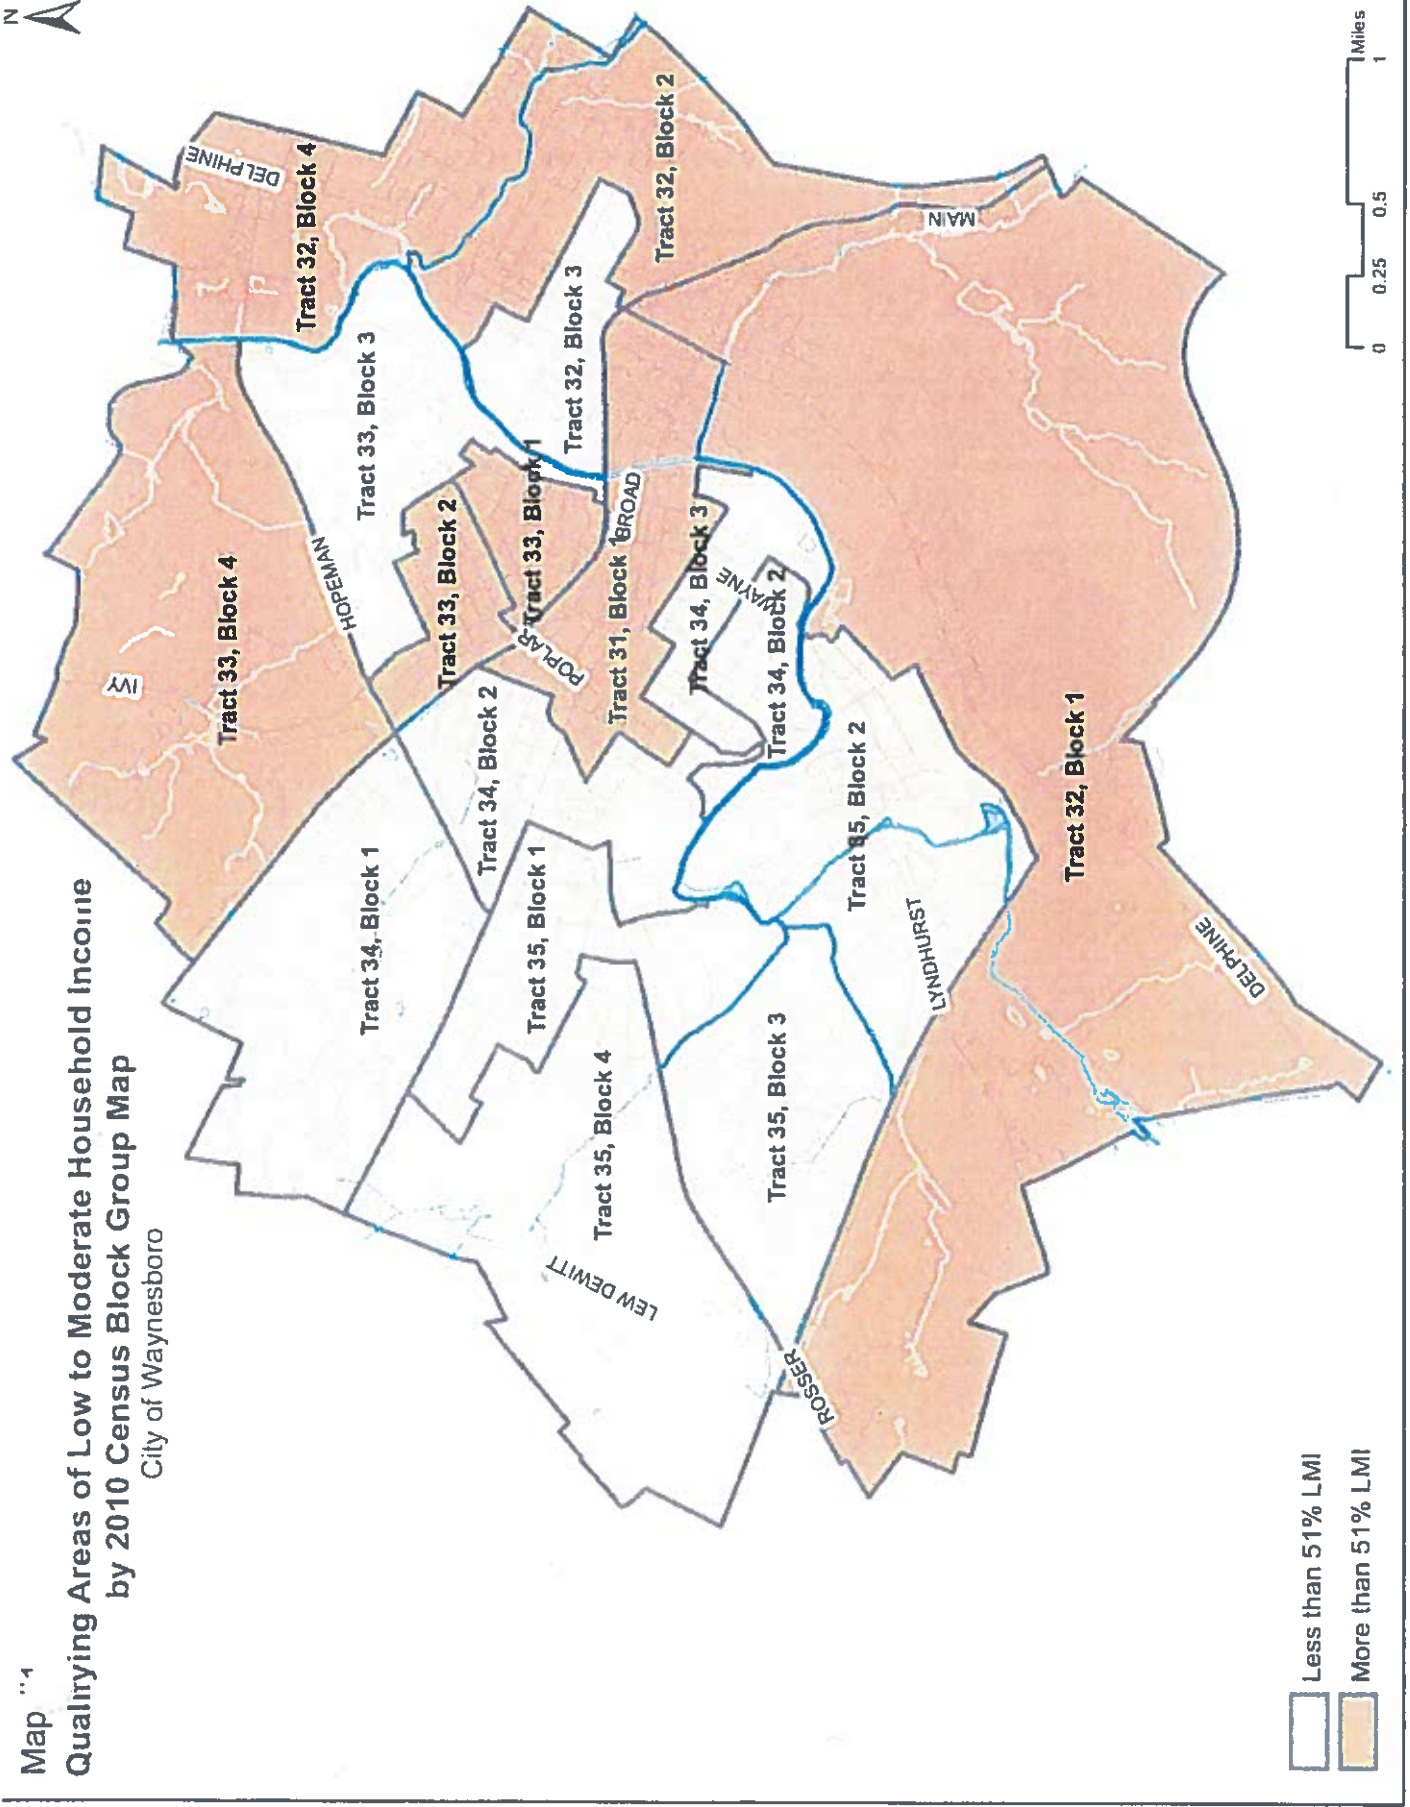 Map
Qualifying Areas of Low to Moderate Household Income
by 2010 Census Block Group Map
City of Waynesboro
N
IVY
DELPHINE
Tract 32, Block 4
Tract 33, Block 4
HOPEMAN
Tract 33, Block 3
Tract 34, Block 1
Tract 33, Block 2
Tract 34, Block 2
Tract 33, Block 1
Tract 32, Block 3
Tract 35, Block 1
POPLAR
BROAD
Tract 31, Block 1
Tract 32, Block 2
Tract 35, Block 4
LEW DEWITT
Tract 34, Block 3
WAYNE
Tract 34, Block 2
Tract 35, Block 3
Tract 35, Block 2
ROSSER
LYNDHURST
MAIN
Tract 32, Block 1
DELPHINE
Less than 51% LMI
More than 51% LMI
0 0.25 0.5 1
Miles